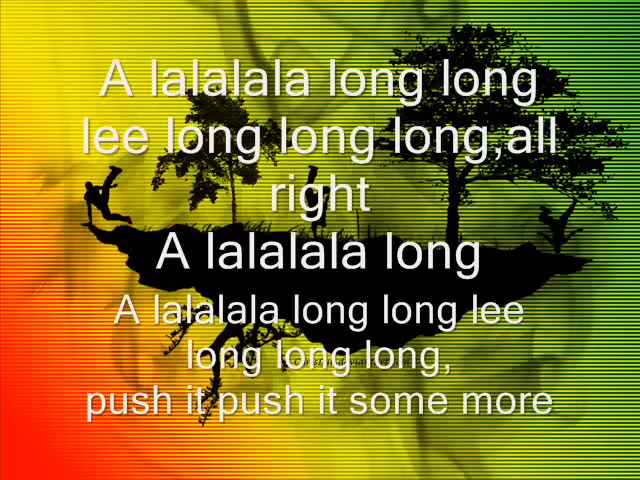 A lalalala long long
lee long long long,all
right
A lalalala long
A lalalala long long lee
long long long,
push it push it some more